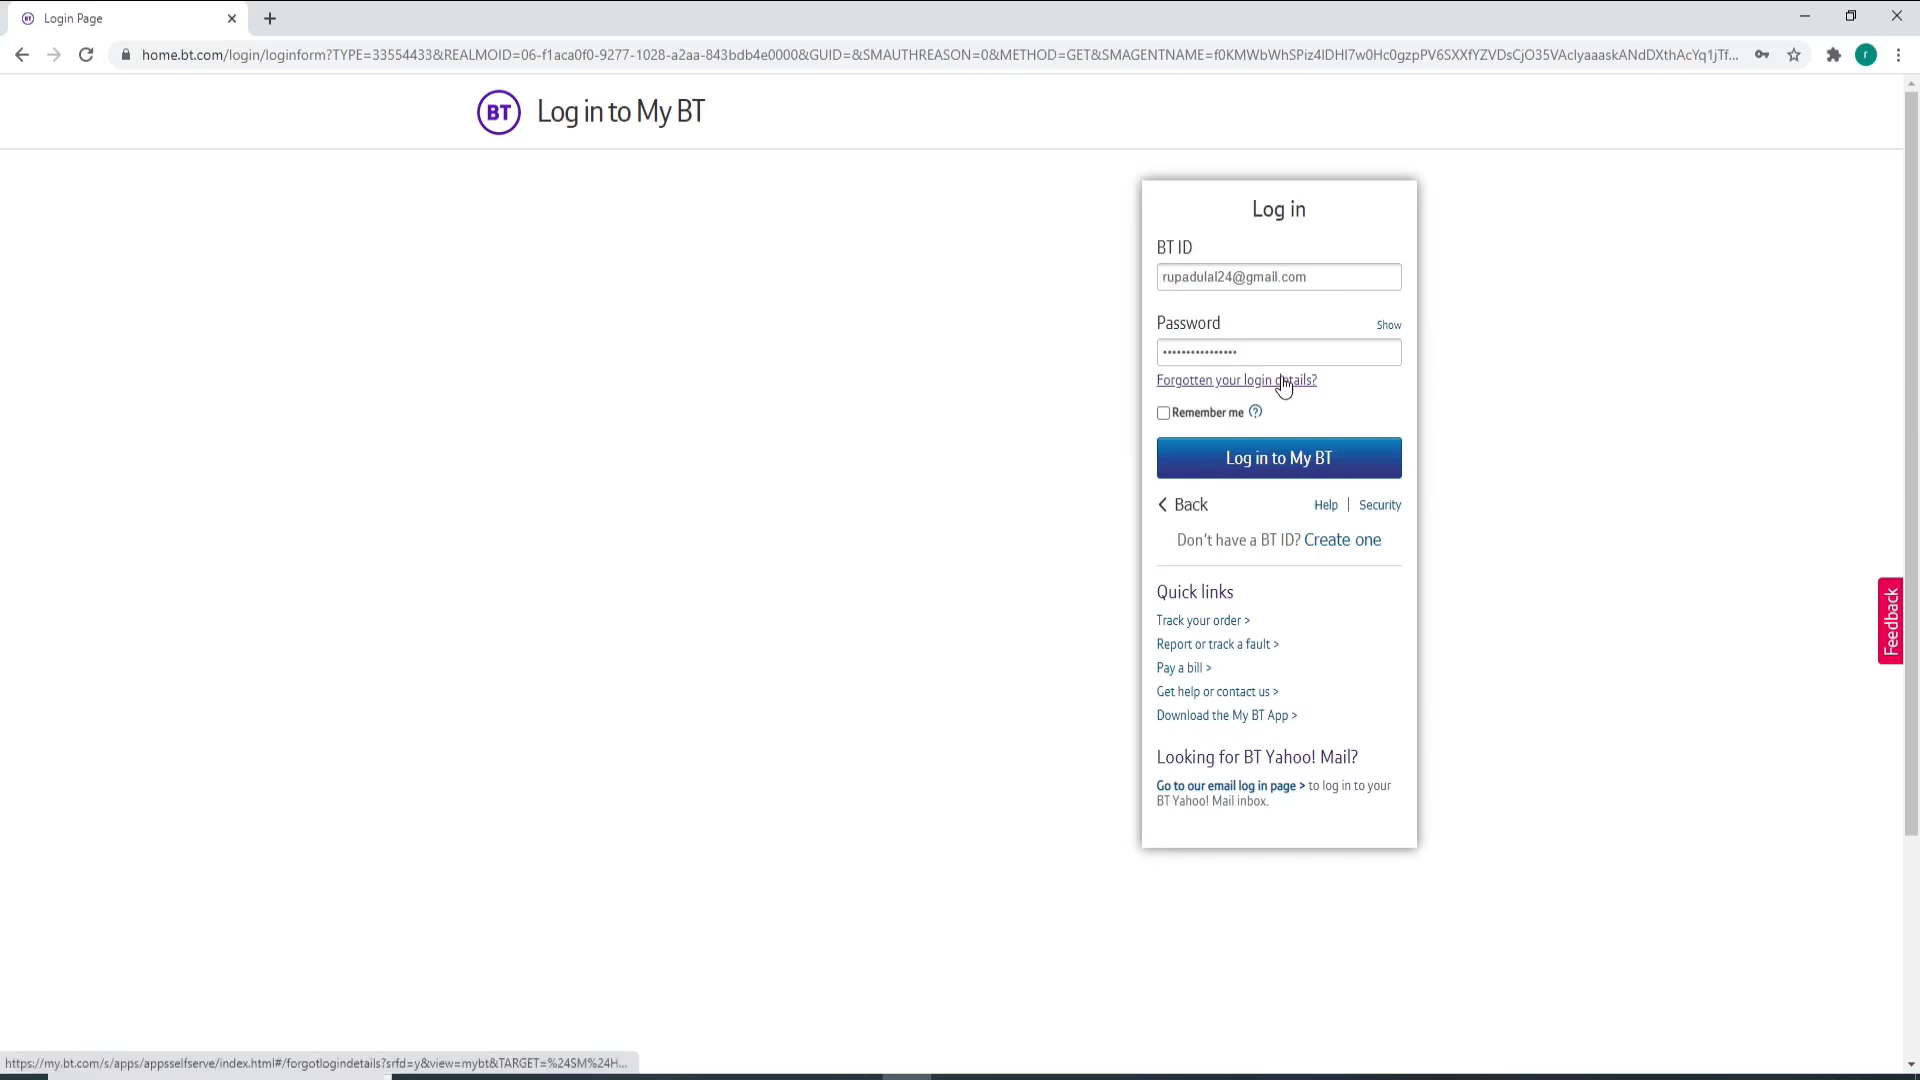 Login Page
home.bt.com/login/loginform?TYPE=33554433&REALMOID=06-f1aca0f0-9277-1028-a2aa-843bdb4e0000&GUID=&SMAUTHREASON=0&METHOD=GET&SMAGENTNAME=f0KMWbWhSPiz4IDHI7w0Hc0gzpPV6SXXfYZVDsCjO35VAcIyaaaskANdDXthAcYq1jTf...
r
BT Log in to My BT
Log in
BT ID
rupadulal24@gmail.com
Password Show
Forgotten your login details?
Remember me ?
Log in to My BT
Back Help | Security
Don't have a BT ID? Create one
Quick links
Track your order >
Report or track a fault >
Pay a bill >
Get help or contact us >
Download the My BT App >
Looking for BT Yahoo! Mail?
Go to our email log in page > to log in to your
BT Yahoo! Mail inbox.
Feedback
https://my.bt.com/s/apps/appsselfserve/index.html#/forgotlogindetails?srfd=y&view=mybt&TARGET=%24SM%24H...